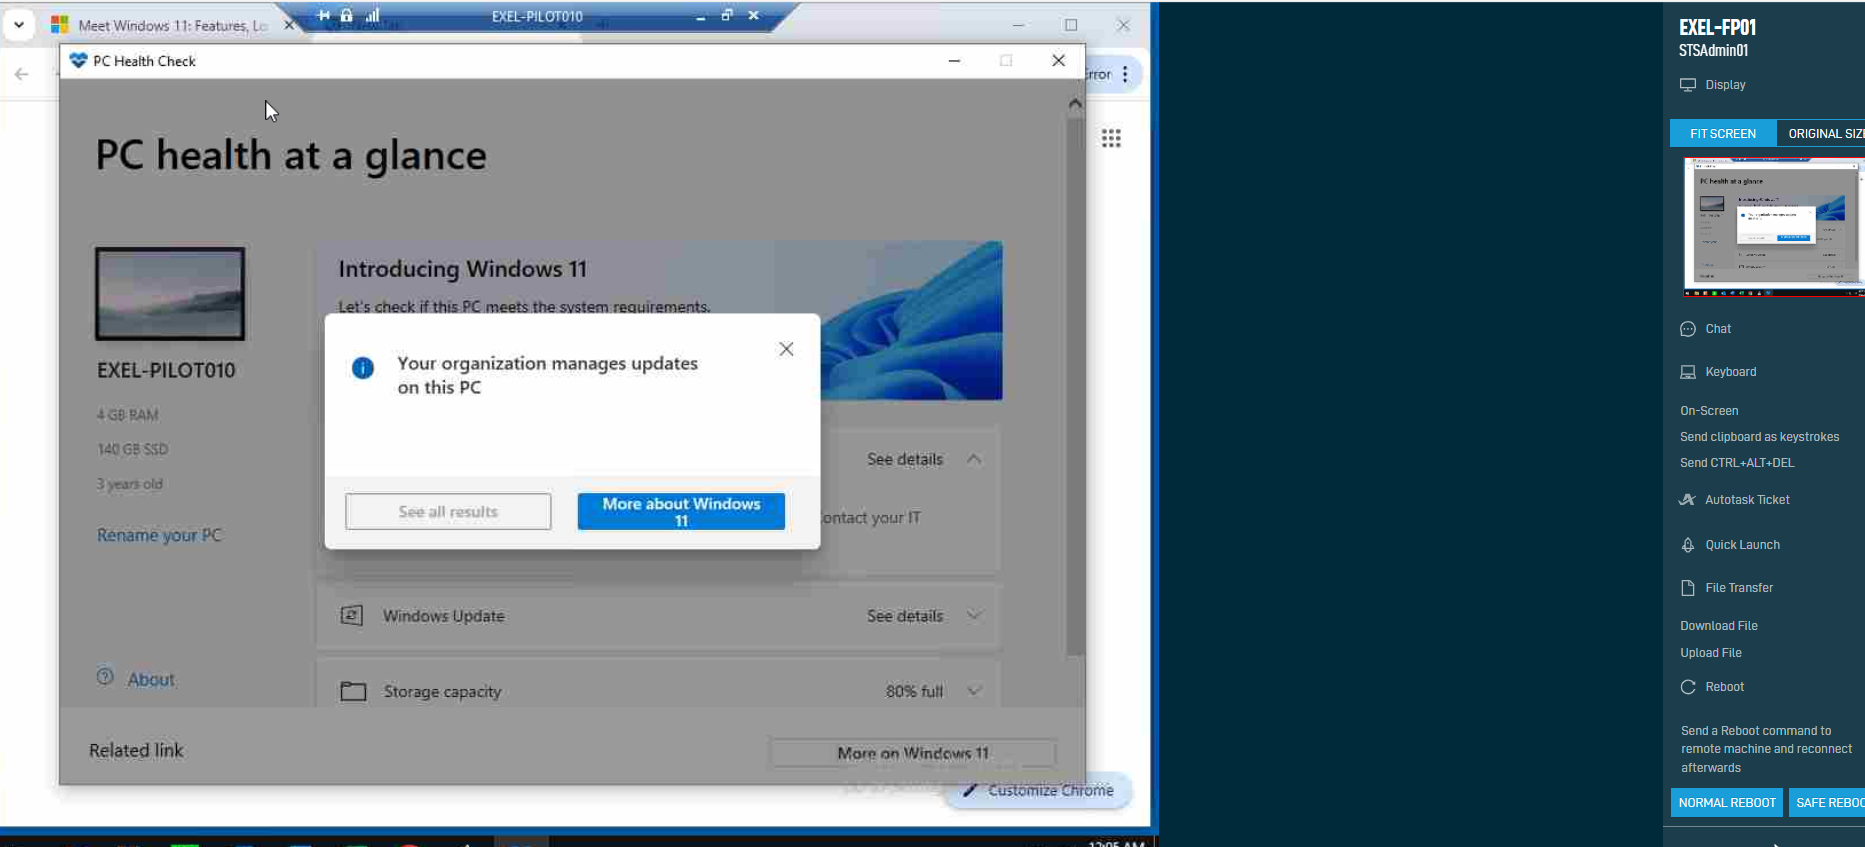 Meet Windows 11: Features, Lo
EXEL-PILOT010
PC Health Check
PC health at a glance
EXEL-PILOT010
4 GB RAM
140 GB SSD
3 years old
Rename your PC
About
Introducing Windows 11
Let's check if this PC meets the system requirements.
Your organization manages updates
on this PC
See all results
More about Windows
11
See details
contact your IT
Windows Update
See details
Storage capacity
80% full
Related link
More on Windows 11
Customize Chrome
12:05 AM
EXEL-FP01
STSAdmin01
Display
FIT SCREEN
ORIGINAL SIZE
Chat
Keyboard
On-Screen
Send clipboard as keystrokes
Send CTRL+ALT+DEL
Autotask Ticket
Quick Launch
File Transfer
Download File
Upload File
Reboot
Send a Reboot command to
remote machine and reconnect
afterwards
NORMAL REBOOT
SAFE REBOO